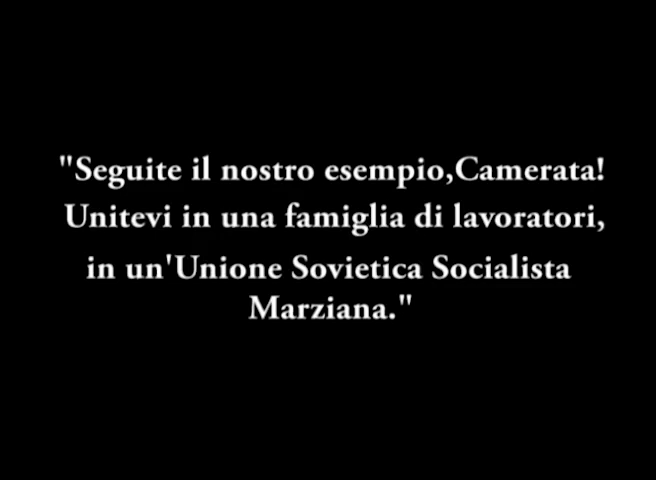 "Seguite il nostro esempio,Camerata!
Unitevi in una famiglia di lavoratori,
in un'Unione Sovietica Socialista
Marziana."